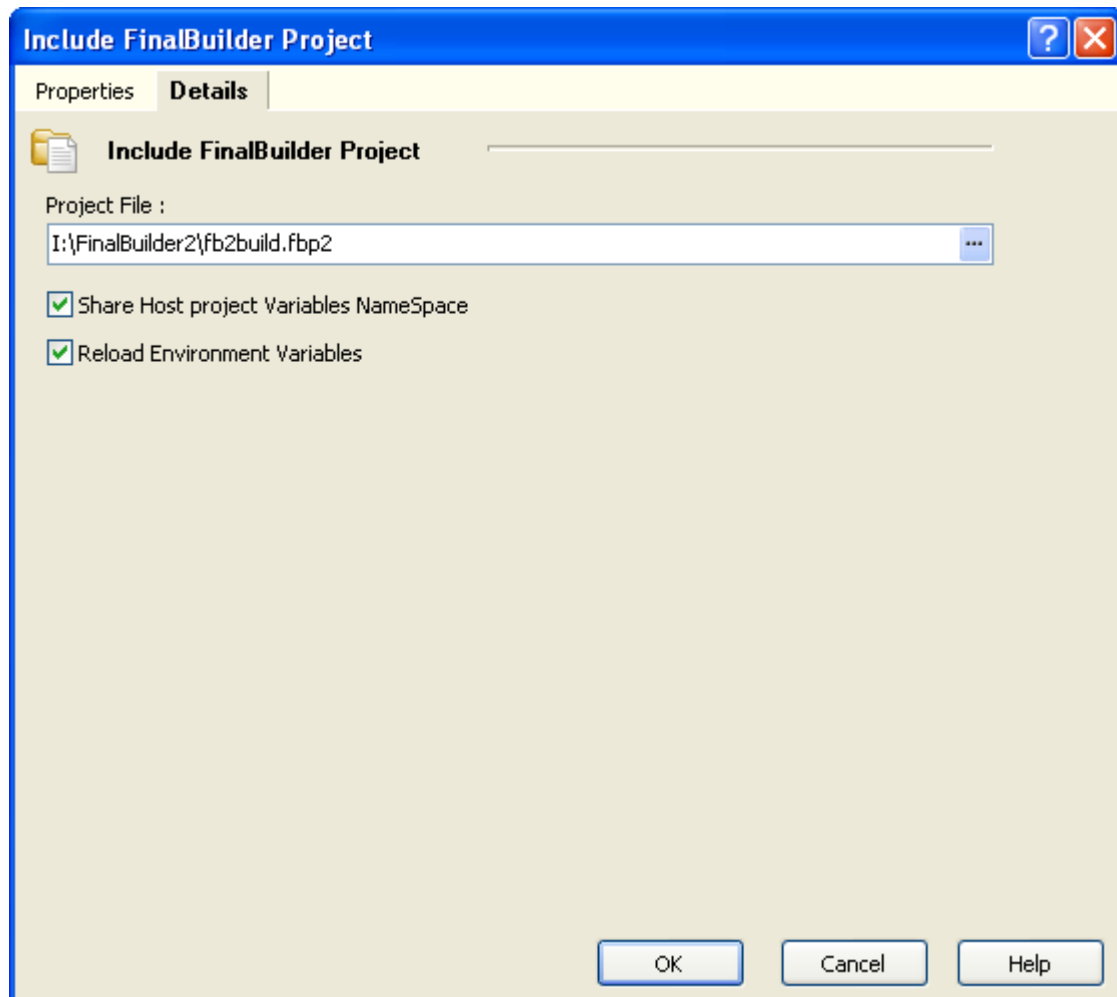 Include FinalBuilder Project
Properties Details
Include FinalBuilder Project
Project File :
I:\FinalBuilder2\fb2build.fbp2
Share Host project Variables NameSpace
Reload Environment Variables
OK Cancel Help